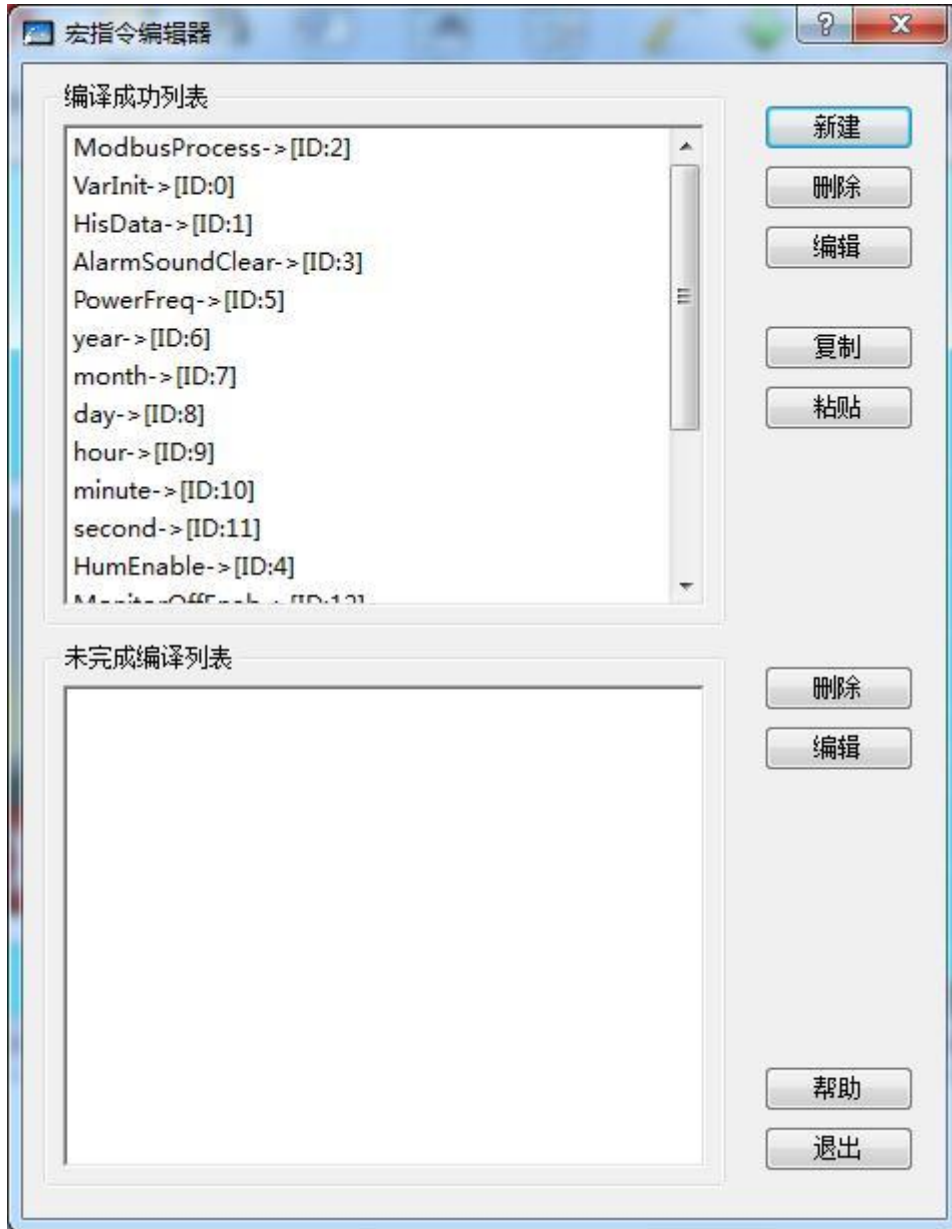 宏指令编辑器
编译成功列表
ModbusProcess->[ID:2]
VarInit->[ID:0]
HisData->[ID:1]
AlarmSoundClear->[ID:3]
PowerFreq->[ID:5]
year->[ID:6]
month->[ID:7]
day->[ID:8]
hour->[ID:9]
minute->[ID:10]
second->[ID:11]
HumEnable->[ID:4]
新建
删除
编辑
复制
粘贴
未完成编译列表
删除
编辑
帮助
退出